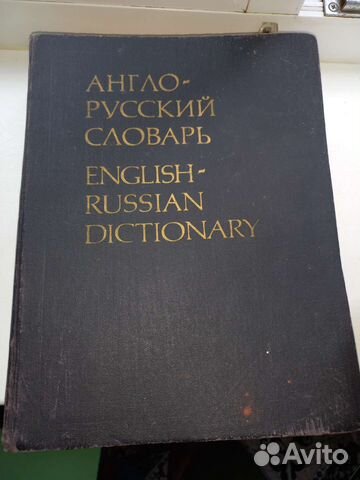 АНГЛО-
РУССКИЙ
СЛОВАРЬ
ENGLISH-
RUSSIAN
DICTIONARY
Avito